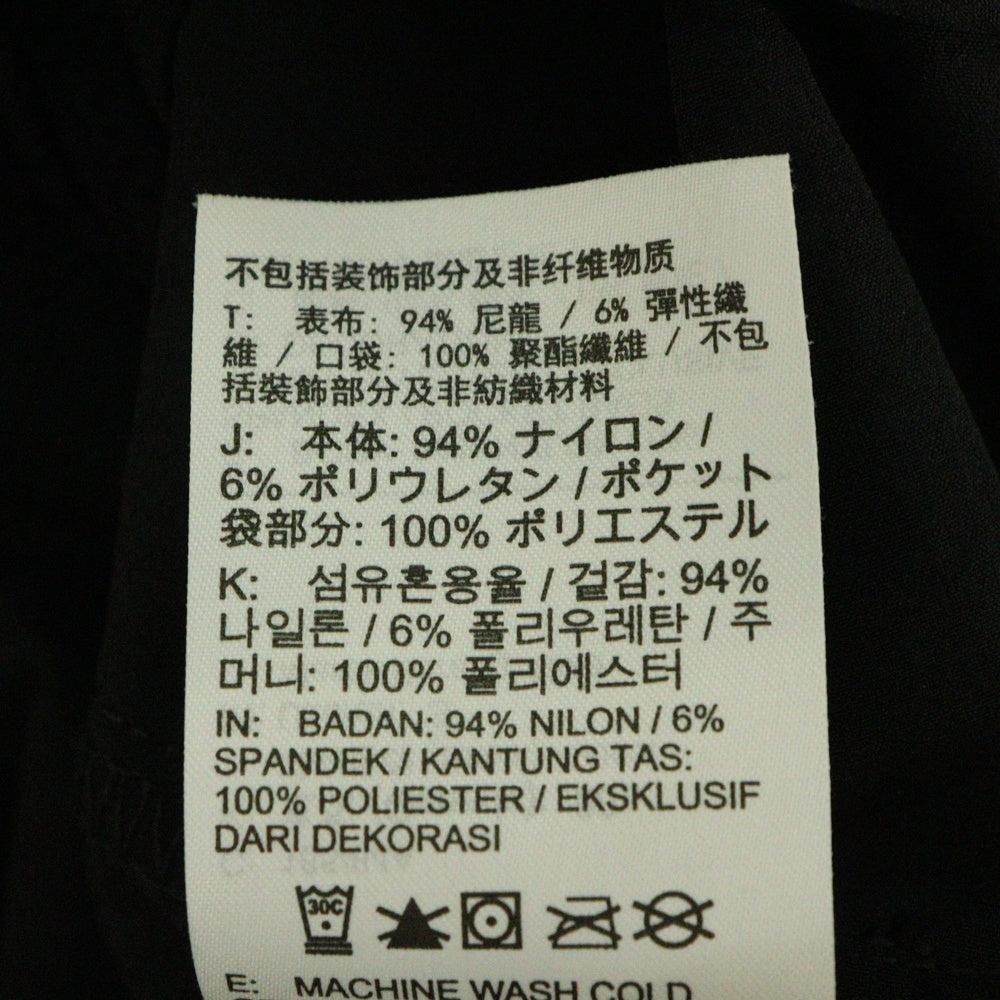 不包括装饰部分及非纤维物质
T: 表布: 94% 尼龍 / 6% 彈性纖
維 / 口袋: 100% 聚酯纖維 / 不包
括裝飾部分及非紡織材料
J: 本体: 94% ナイロン /
6% ポリウレタン / ポケット
袋部分: 100% ポリエステル
K: 섬유혼용율 / 겉감: 94%
나일론 / 6% 폴리우레탄 / 주
머니: 100% 폴리에스터
IN: BADAN: 94% NILON / 6%
SPANDEK / KANTUNG TAS:
100% POLIESTER / EKSKLUSIF
DARI DEKORASI
30C
E: MACHINE WASH COLD